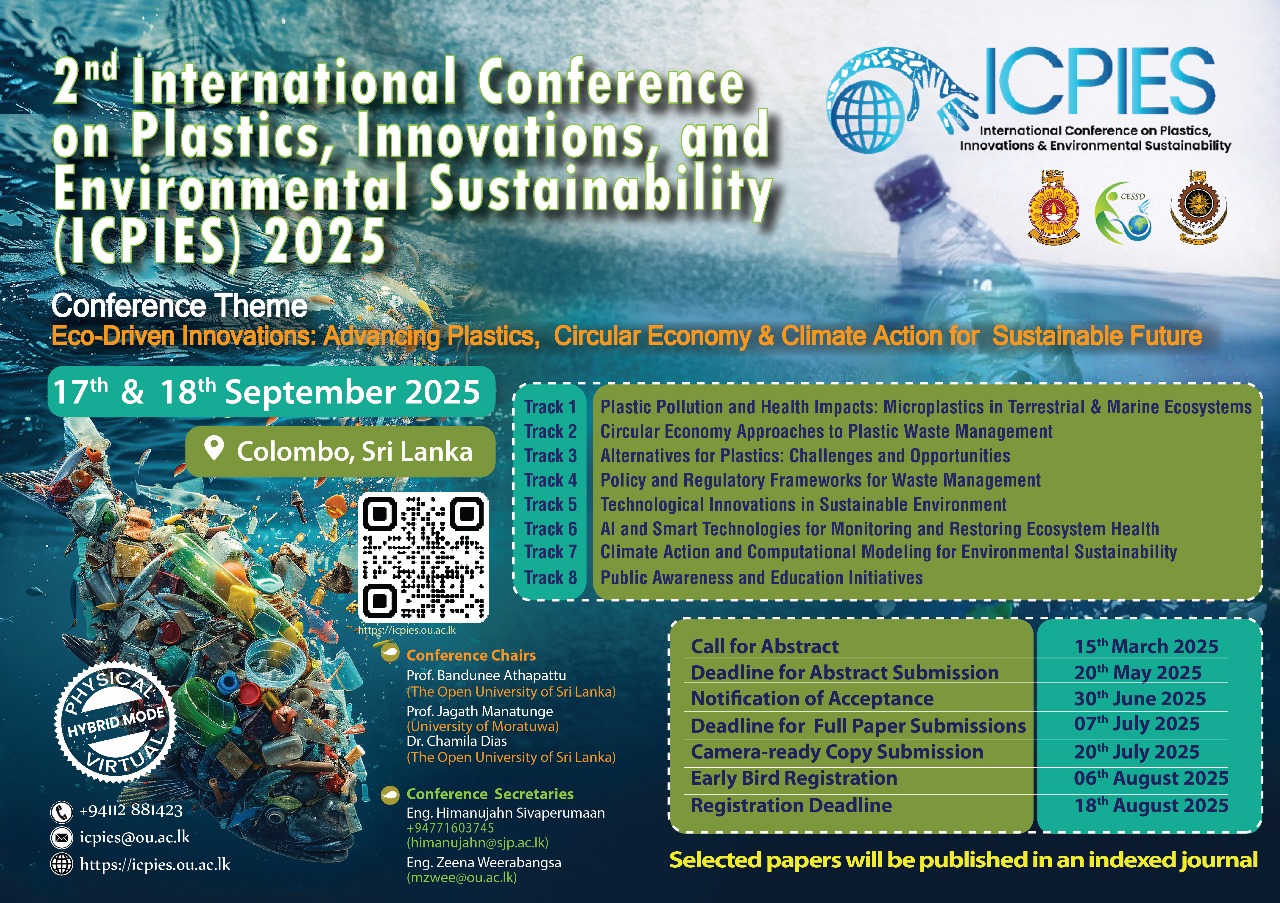 2nd International Conference
on Plastics, Innovations, and
Environmental Sustainability
(ICPIES) 2025
ICPIES
International Conference on Plastics,
Innovations & Environmental Sustainability
CESSD
Conference Theme
Eco-Driven Innovations: Advancing Plastics, Circular Economy & Climate Action for Sustainable Future
17th & 18th September 2025
Colombo, Sri Lanka
Track 1 Plastic Pollution and Health Impacts: Microplastics in Terrestrial & Marine Ecosystems
Track 2 Circular Economy Approaches to Plastic Waste Management
Track 3 Alternatives for Plastics: Challenges and Opportunities
Track 4 Policy and Regulatory Frameworks for Waste Management
Track 5 Technological Innovations in Sustainable Environment
Track 6 AI and Smart Technologies for Monitoring and Restoring Ecosystem Health
Track 7 Climate Action and Computational Modeling for Environmental Sustainability
Track 8 Public Awareness and Education Initiatives
https://icpies.ou.ac.lk
Conference Chairs
Prof. Bandunee Athapattu
(The Open University of Sri Lanka)
Prof. Jagath Manatunge
(University of Moratuwa)
Dr. Chamila Dias
(The Open University of Sri Lanka)
Conference Secretaries
Eng. Himanujahn Sivaperumaan
+94771603745
(himanujahn@sjp.ac.lk)
Eng. Zeena Weerabangsa
(mzwee@ou.ac.lk)
PHYSICAL
HYBRID MODE
VIRTUAL
+94112 881423
icpies@ou.ac.lk
https://icpies.ou.ac.lk
Call for Abstract 15th March 2025
Deadline for Abstract Submission 20th May 2025
Notification of Acceptance 30th June 2025
Deadline for Full Paper Submissions 07th July 2025
Camera-ready Copy Submission 20th July 2025
Early Bird Registration 06th August 2025
Registration Deadline 18th August 2025
Selected papers will be published in an indexed journal